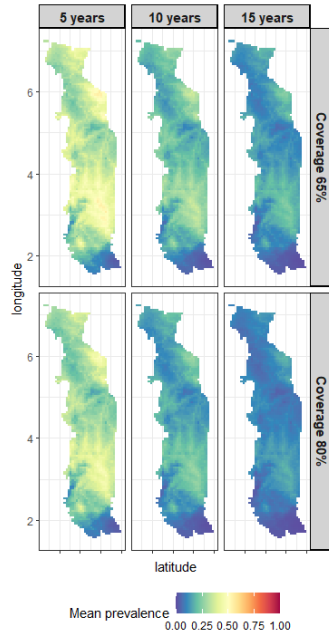 5 years 10 years 15 years
6
4
2
Coverage 65%
longitude
6
4
2
Coverage 80%
latitude
Mean prevalence
0.00 0.25 0.50 0.75 1.00